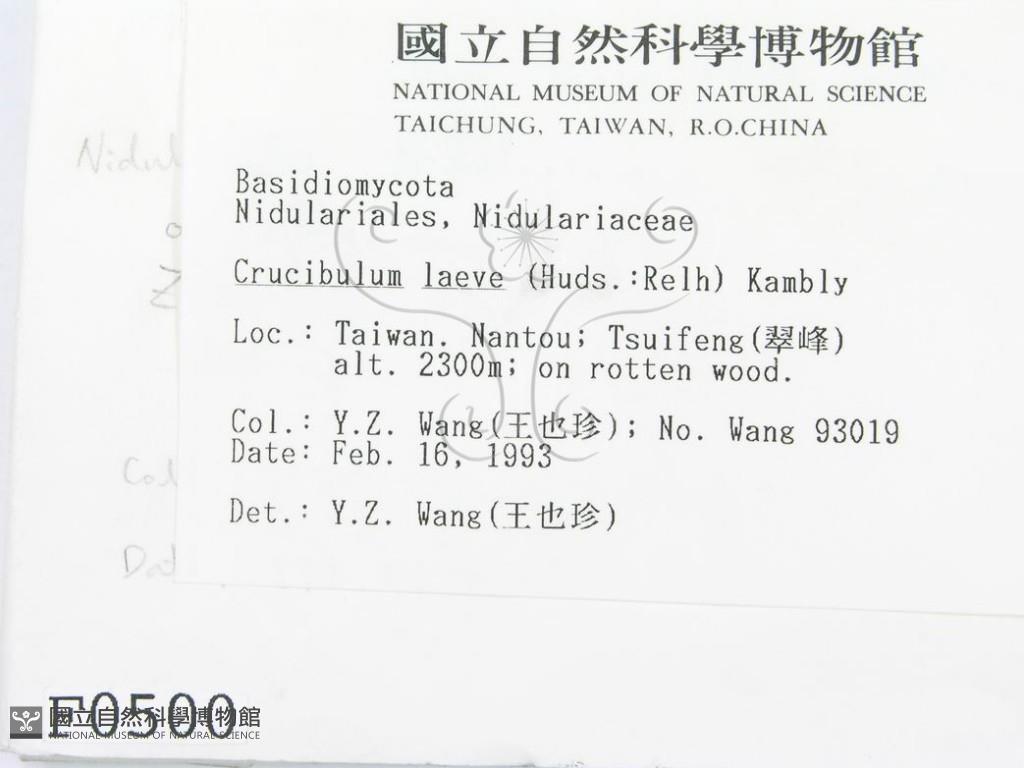 國立自然科學博物館
NATIONAL MUSEUM OF NATURAL SCIENCE
TAICHUNG, TAIWAN, R.O.CHINA
Nidul
Basidiomycota
Nidulariales, Nidulariaceae
Crucibulum laeve (Huds.:Relh) Kambly
Loc.: Taiwan. Nantou; Tsuifeng(翠峰)
alt. 2300m; on rotten wood.
Col.: Y.Z. Wang(王也珍); No. Wang 93019
Date: Feb. 16, 1993
Col
Det.: Y.Z. Wang(王也珍)
Dat
F0500
國立自然科學博物館
NATIONAL MUSEUM OF NATURAL SCIENCE